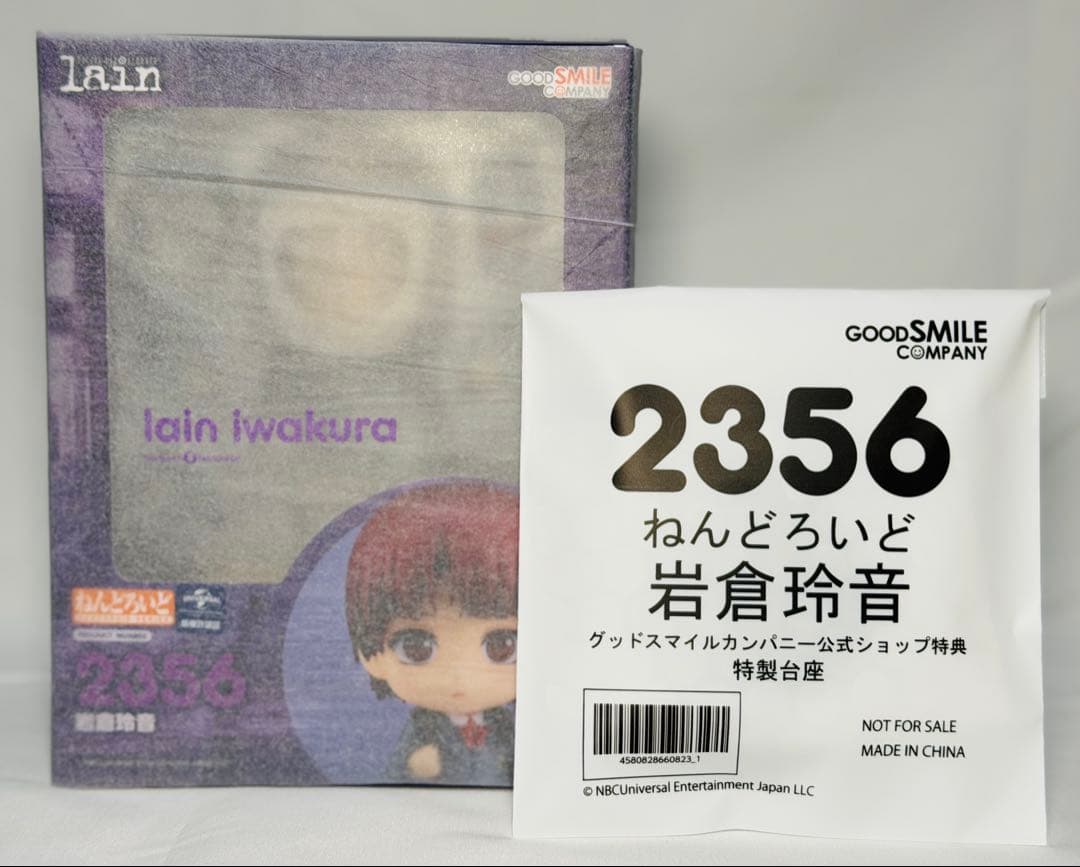 lain
GOOD SMILE
COMPANY
lain iwakura
ねんどろいど
2356
岩倉玲音
GOOD SMILE
COMPANY
2356
ねんどろいど
岩倉玲音
グッドスマイルカンパニー公式ショップ特典
特製台座
4580828660823_1
NOT FOR SALE
MADE IN CHINA
© NBCUniversal Entertainment Japan LLC